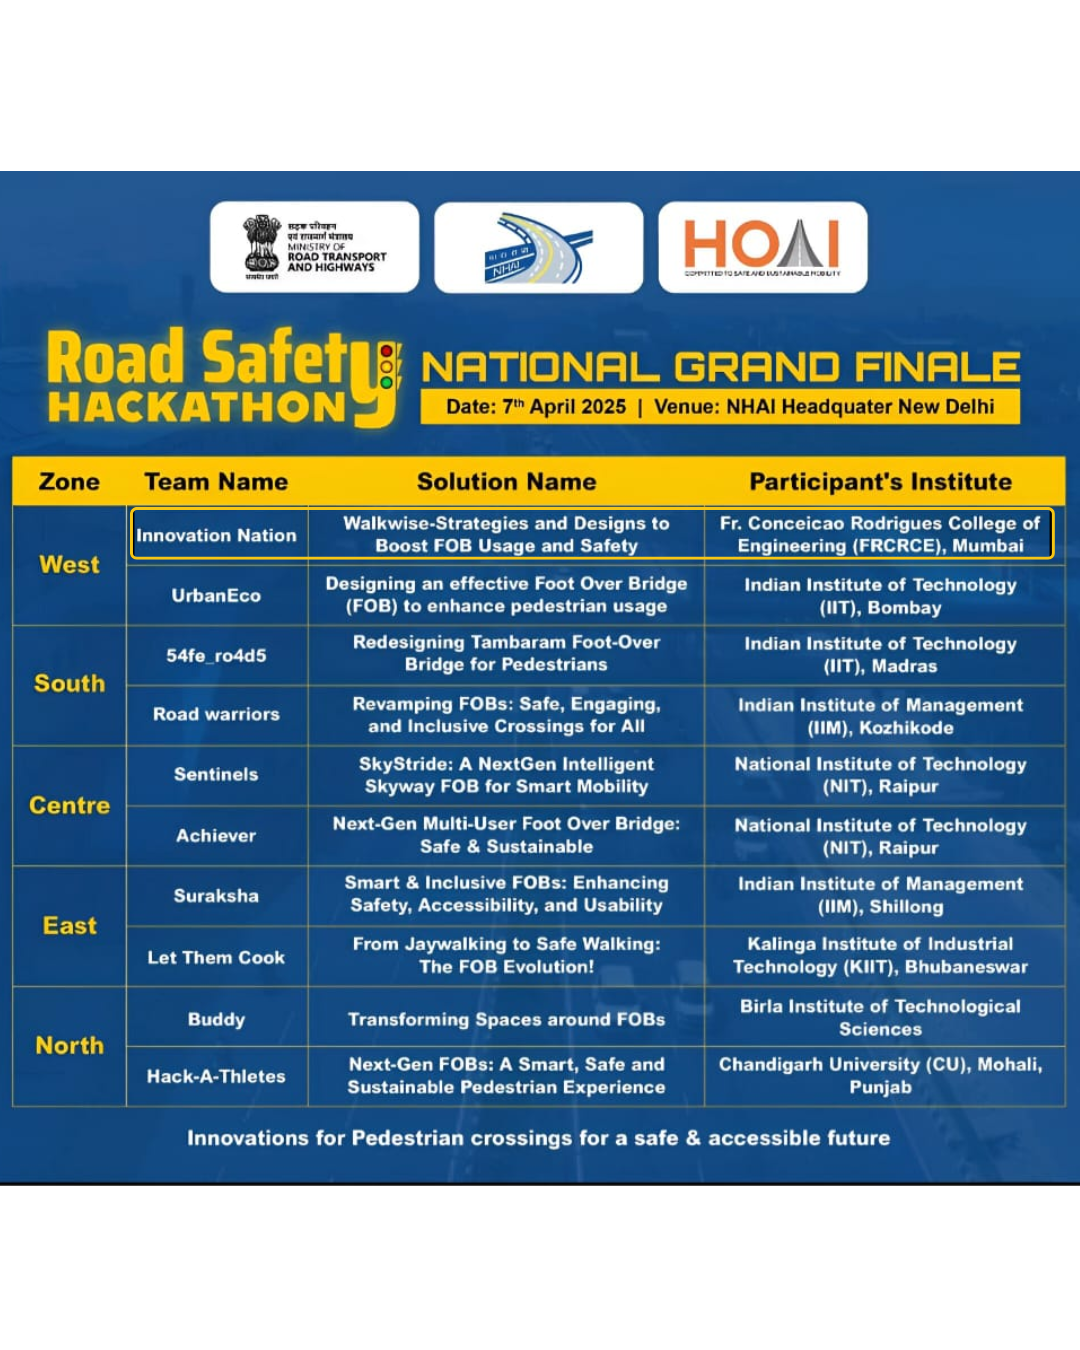 सड़क परिवहन
एवं राजमार्ग मंत्रालय
MINISTRY OF
ROAD TRANSPORT
AND HIGHWAYS
सत्यमेव जयते
भा रा रा प्रा
NHAI
HOAI
COMMITTED TO SAFE AND SUSTAINABLE MOBILITY
Road Safety
HACKATHON
NATIONAL GRAND FINALE
Date: 7th April 2025 | Venue: NHAI Headquater New Delhi
Zone Team Name Solution Name Participant's Institute
West
Innovation Nation
Walkwise-Strategies and Designs to
Boost FOB Usage and Safety
Fr. Conceicao Rodrigues College of
Engineering (FRCRCE), Mumbai
UrbanEco
Designing an effective Foot Over Bridge
(FOB) to enhance pedestrian usage
Indian Institute of Technology
(IIT), Bombay
South
54fe_ro4d5
Redesigning Tambaram Foot-Over
Bridge for Pedestrians
Indian Institute of Technology
(IIT), Madras
Road warriors
Revamping FOBs: Safe, Engaging,
and Inclusive Crossings for All
Indian Institute of Management
(IIM), Kozhikode
Centre
Sentinels
SkyStride: A NextGen Intelligent
Skyway FOB for Smart Mobility
National Institute of Technology
(NIT), Raipur
Achiever
Next-Gen Multi-User Foot Over Bridge:
Safe & Sustainable
National Institute of Technology
(NIT), Raipur
East
Suraksha
Smart & Inclusive FOBs: Enhancing
Safety, Accessibility, and Usability
Indian Institute of Management
(IIM), Shillong
Let Them Cook
From Jaywalking to Safe Walking:
The FOB Evolution!
Kalinga Institute of Industrial
Technology (KIIT), Bhubaneswar
North
Buddy
Transforming Spaces around FOBs
Birla Institute of Technological
Sciences
Hack-A-Thletes
Next-Gen FOBs: A Smart, Safe and
Sustainable Pedestrian Experience
Chandigarh University (CU), Mohali,
Punjab
Innovations for Pedestrian crossings for a safe & accessible future